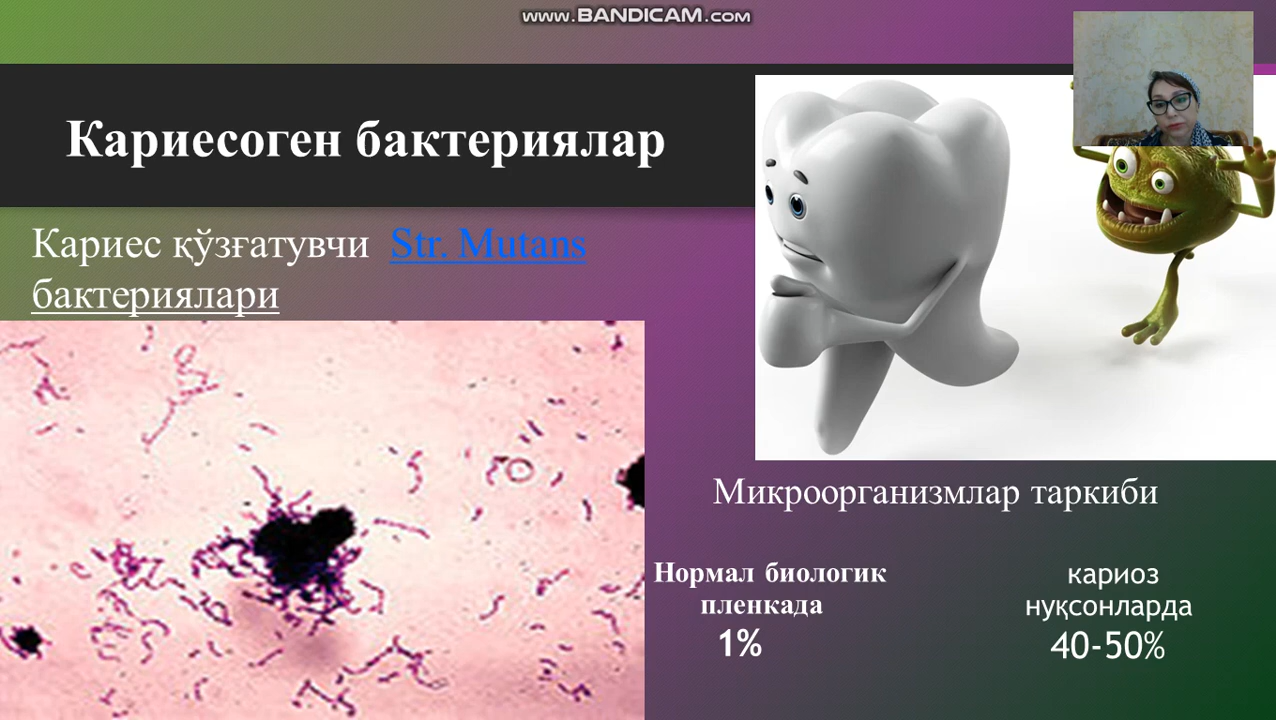 www.BANDICAM.com
Кариесоген бактериялар
Кариес қўзғатувчи Str. Mutans
бактериялари
Микроорганизмлар таркиби
Нормал биологик
пленкада
1%
кариоз
нуқсонларда
40-50%